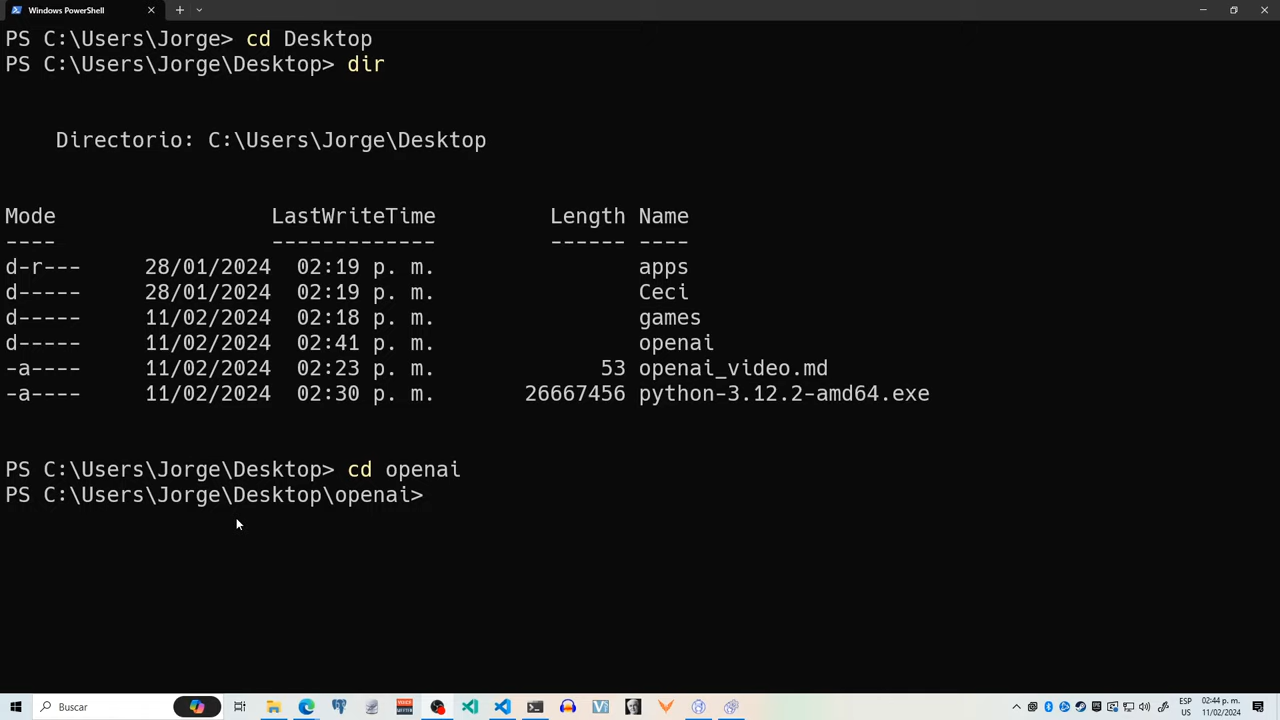 Windows PowerShell
PS C:\Users\Jorge> cd Desktop
PS C:\Users\Jorge\Desktop> dir
Directorio: C:\Users\Jorge\Desktop
Mode LastWriteTime Length Name
---- ------------- ------ ----
d-r--- 28/01/2024 02:19 p. m. apps
d----- 28/01/2024 02:19 p. m. Ceci
d----- 11/02/2024 02:18 p. m. games
d----- 11/02/2024 02:41 p. m. openai
-a---- 11/02/2024 02:23 p. m. 53 openai_video.md
-a---- 11/02/2024 02:30 p. m. 26667456 python-3.12.2-amd64.exe
PS C:\Users\Jorge\Desktop> cd openai
PS C:\Users\Jorge\Desktop\openai>
Buscar
ESP 02:44 p. m.
US 11/02/2024